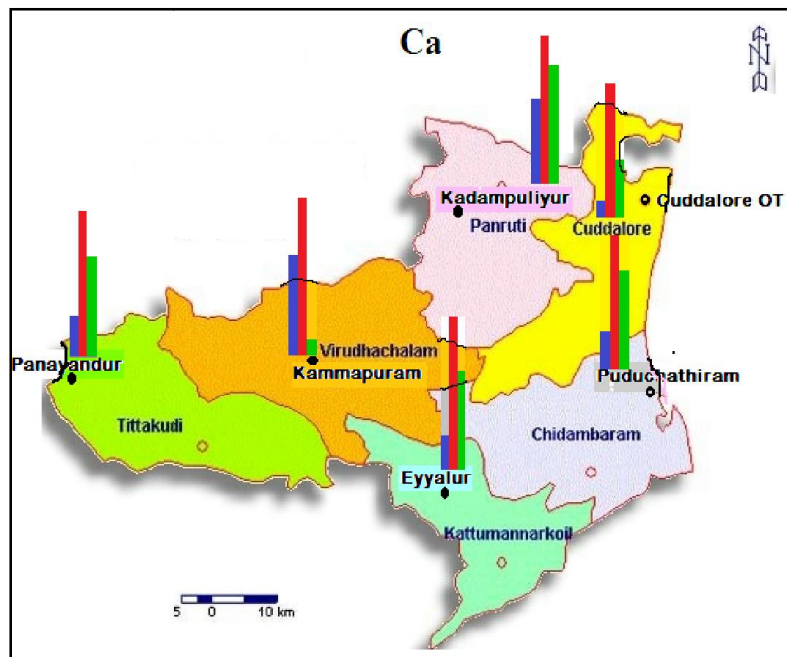 Ca
N
Kadampuliyur
Cuddalore OT
Panruti
Cuddalore
Virudhachalam
Panayandur
Kammapuram
Puduchathiram
Tittakudi
Chidambaram
Eyyalur
Kattumannarkoil
5 0 10 km